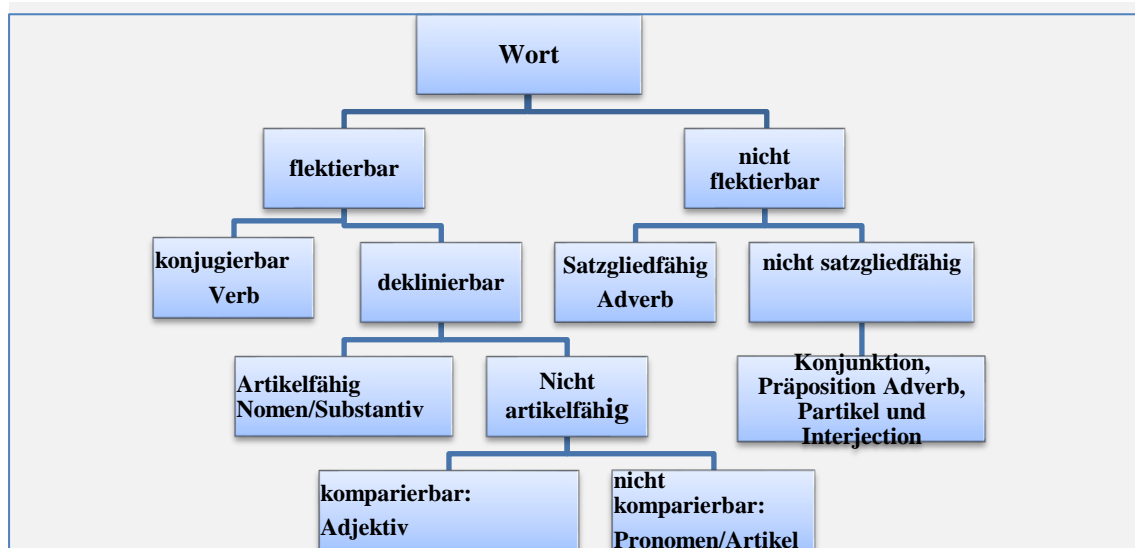 Wort
flektierbar
nicht
flektierbar
konjugierbar
Verb
deklinierbar
Satzgliedfähig
Adverb
nicht satzgliedfähig
Artikelfähig
Nomen/Substantiv
Nicht
artikelfähig
Konjunktion,
Präposition Adverb,
Partikel und
Interjection
komparierbar:
Adjektiv
nicht
komparierbar:
Pronomen/Artikel